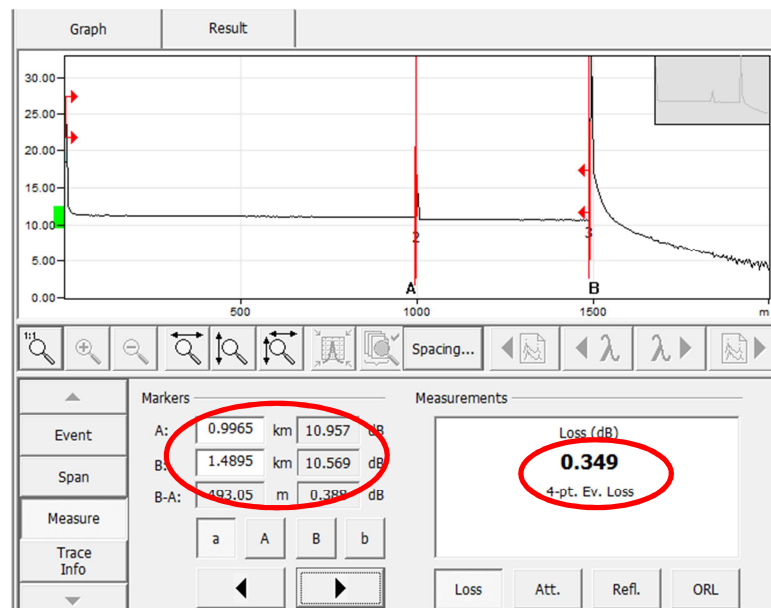 Graph Result
30.00
25.00
20.00
15.00
10.00
5.00
0.00
2 3
A B
500 1000 1500 m
1:1 Spacing... λ λ
Markers Measurements
Event
Span
Measure
Trace
Info
A: 0.9965 km 10.957 dB
B: 1.4895 km 10.569 dB
B-A: 493.05 m 0.388 dB
a A B b
Loss (dB)
0.349
4-pt. Ev. Loss
Loss Att. Refl. ORL